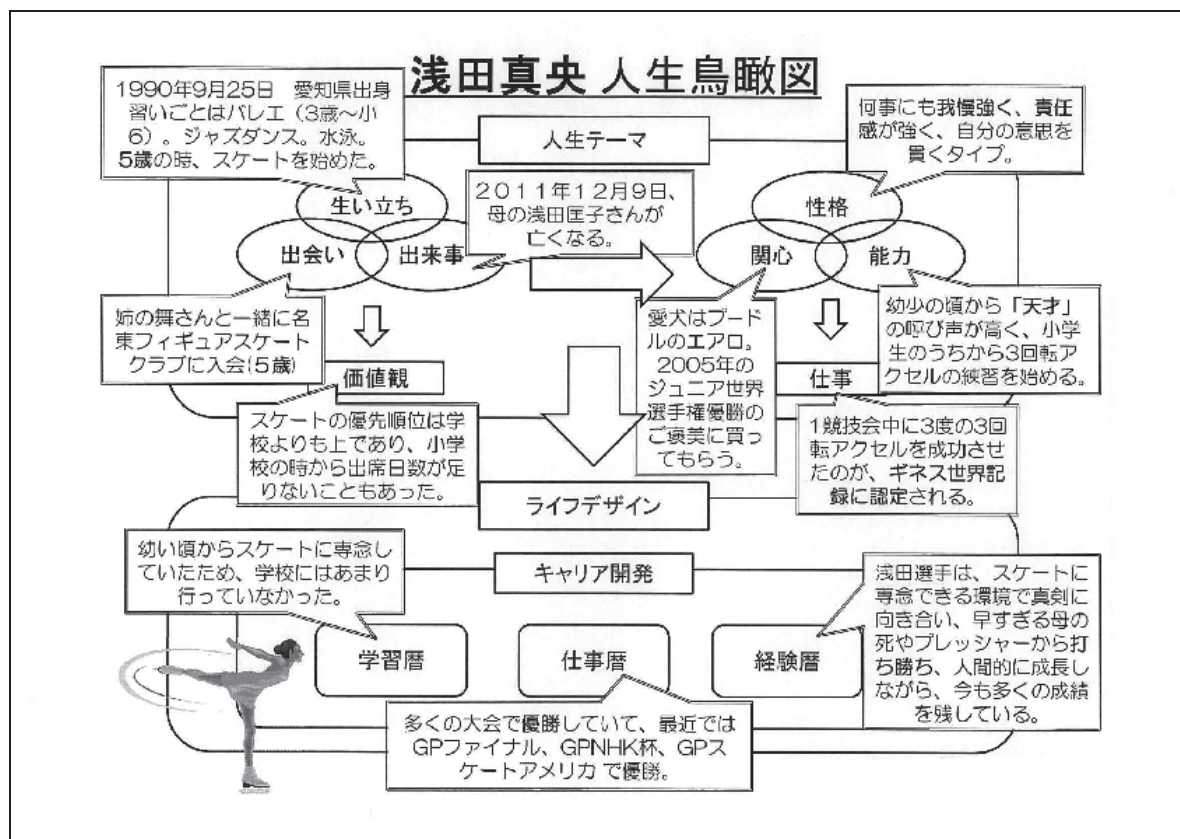 浅田真央 人生鳥瞰図
1990年9月25日　愛知県出身
習いごとはバレエ（3歳～小
6）。ジャズダンス。水泳。
5歳の時、スケートを始めた。
人生テーマ
何事にも我慢強く、責任
感が強く、自分の意思を
貫くタイプ。
生い立ち
出会い
出来事
2011年12月9日、
母の浅田匡子さんが
亡くなる。
性格
関心
能力
姉の舞さんと一緒に名
東フィギュアスケート
クラブに入会(5歳)
愛犬はプードルのエアロ。
2005年の
ジュニア世界
選手権優勝の
ご褒美に買っ
てもらう。
幼少の頃から「天才」
の呼び声が高く、小学
生のうちから3回転ア
クセルの練習を始める。
価値観
仕事
スケートの優先順位は学
校よりも上であり、小学
校の時から出席日数が足
りないこともあった。
1競技会中に3度の3回
転アクセルを成功させ
たのが、ギネス世界記
録に認定される。
ライフデザイン
幼い頃からスケートに専念し
ていたため、学校にはあまり
行っていなかった。
キャリア開発
浅田選手は、スケートに
専念できる環境で真剣に
向き合い、早すぎる母の
死やプレッシャーから打
ち勝ち、人間的に成長し
ながら、今も多くの成績
を残している。
学習暦
仕事暦
経験暦
多くの大会で優勝していて、最近では
GPファイナル、GPNHK杯、GPス
ケートアメリカ で優勝。